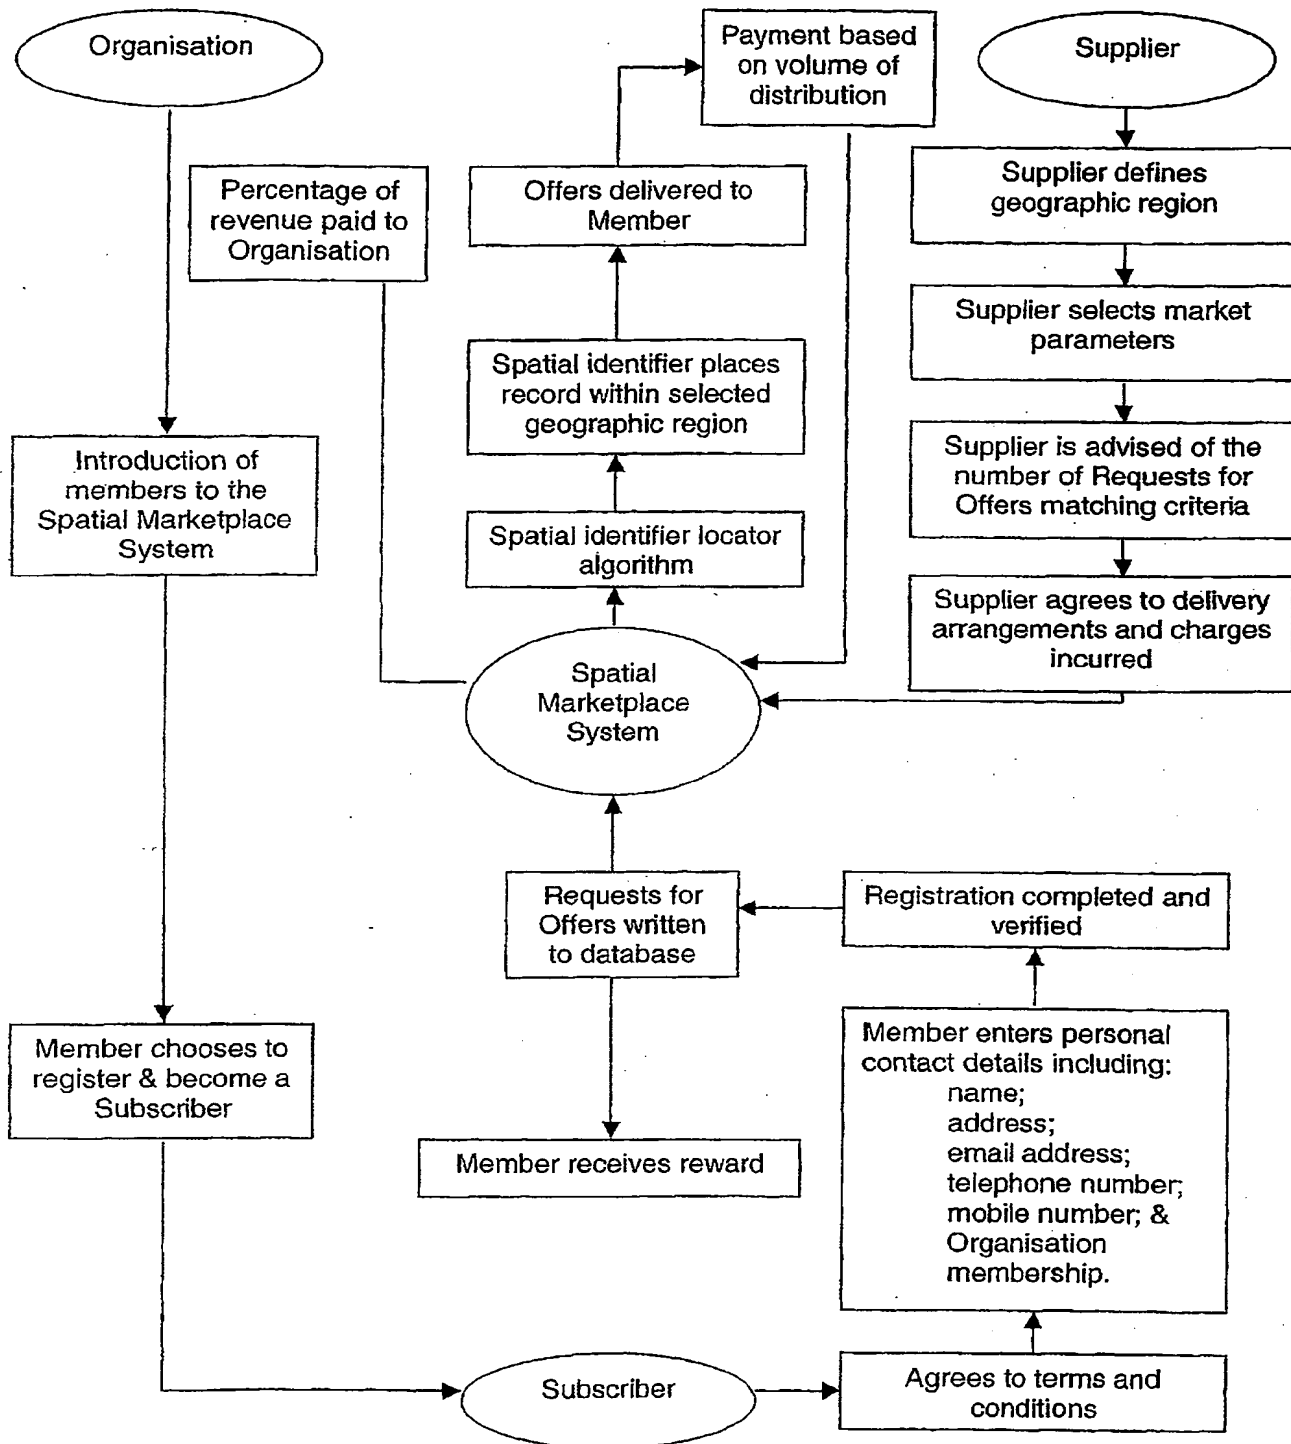 Organisation
Payment based
on volume of
distribution
Supplier
Percentage of
revenue paid to
Organisation
Offers delivered to
Member
Supplier defines
geographic region
Supplier selects market
parameters
Spatial identifier places
record within selected
geographic region
Introduction of
members to the
Spatial Marketplace
System
Supplier is advised of the
number of Requests for
Offers matching criteria
Spatial identifier locator
algorithm
Supplier agrees to delivery
arrangements and charges
incurred
Spatial
Marketplace
System
Requests for
Offers written
to database
Registration completed and
verified
Member chooses to
register & become a
Subscriber
Member enters personal
contact details including:
name;
address;
email address;
telephone number;
mobile number; &
Organisation
membership.
Member receives reward
Subscriber
Agrees to terms and
conditions